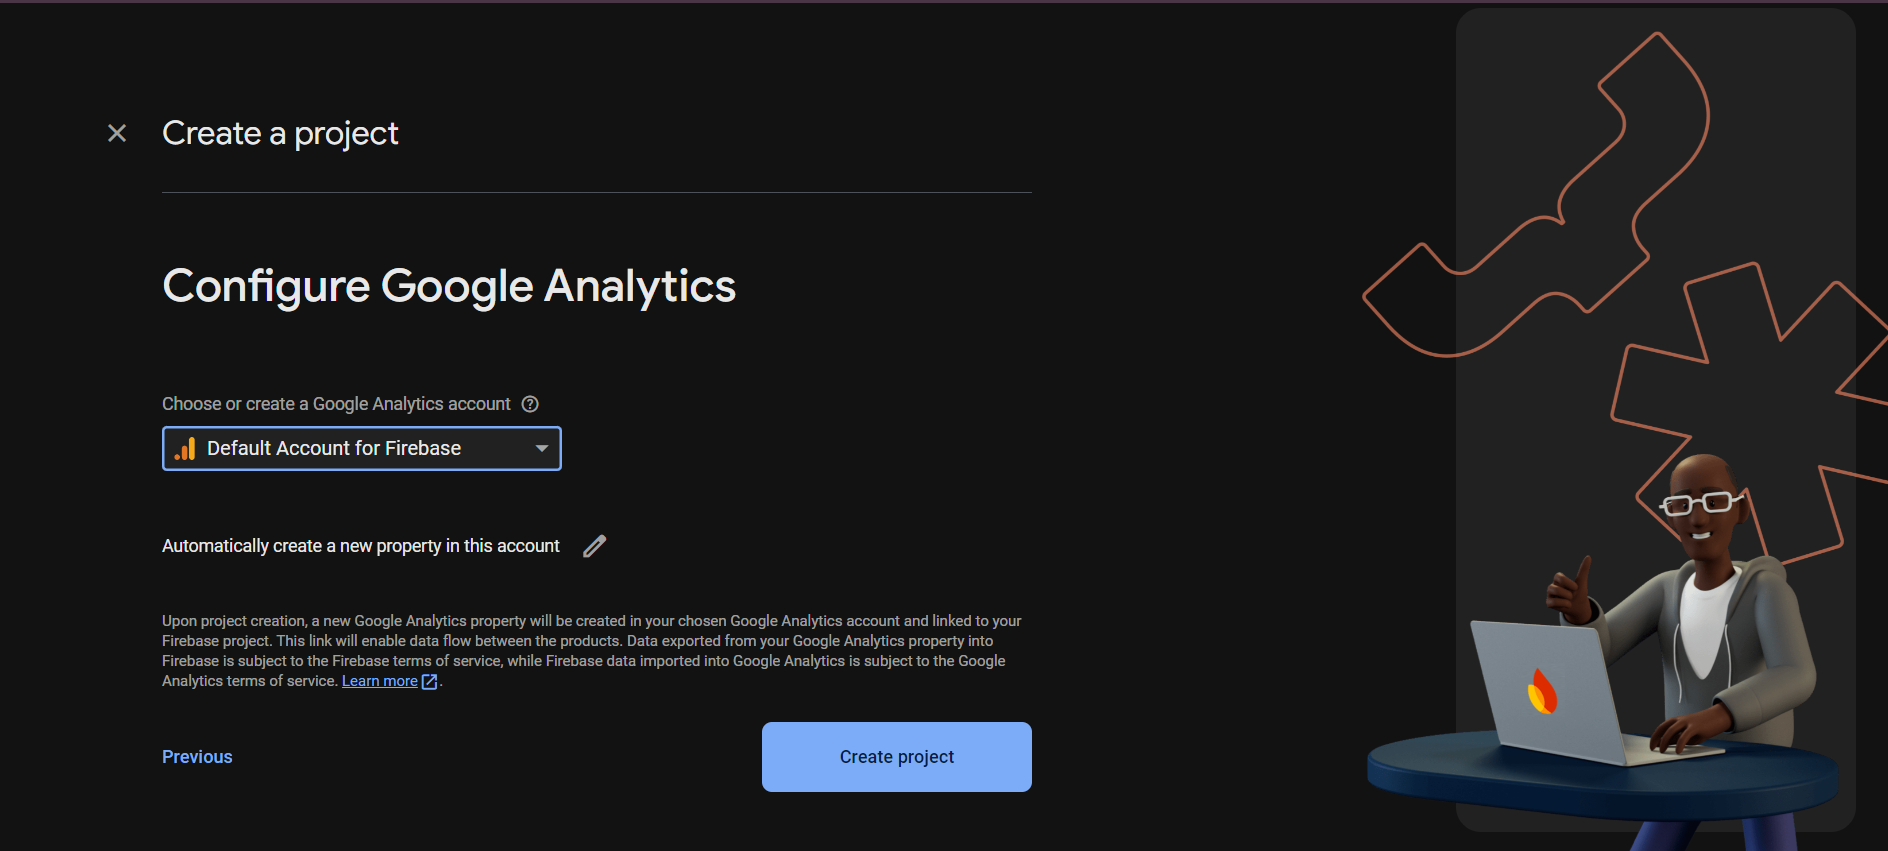 Create a project
Configure Google Analytics
Choose or create a Google Analytics account
Default Account for Firebase
Automatically create a new property in this account
Upon project creation, a new Google Analytics property will be created in your chosen Google Analytics account and linked to your
Firebase project. This link will enable data flow between the products. Data exported from your Google Analytics property into
Firebase is subject to the Firebase terms of service, while Firebase data imported into Google Analytics is subject to the Google
Analytics terms of service. Learn more.
Previous
Create project